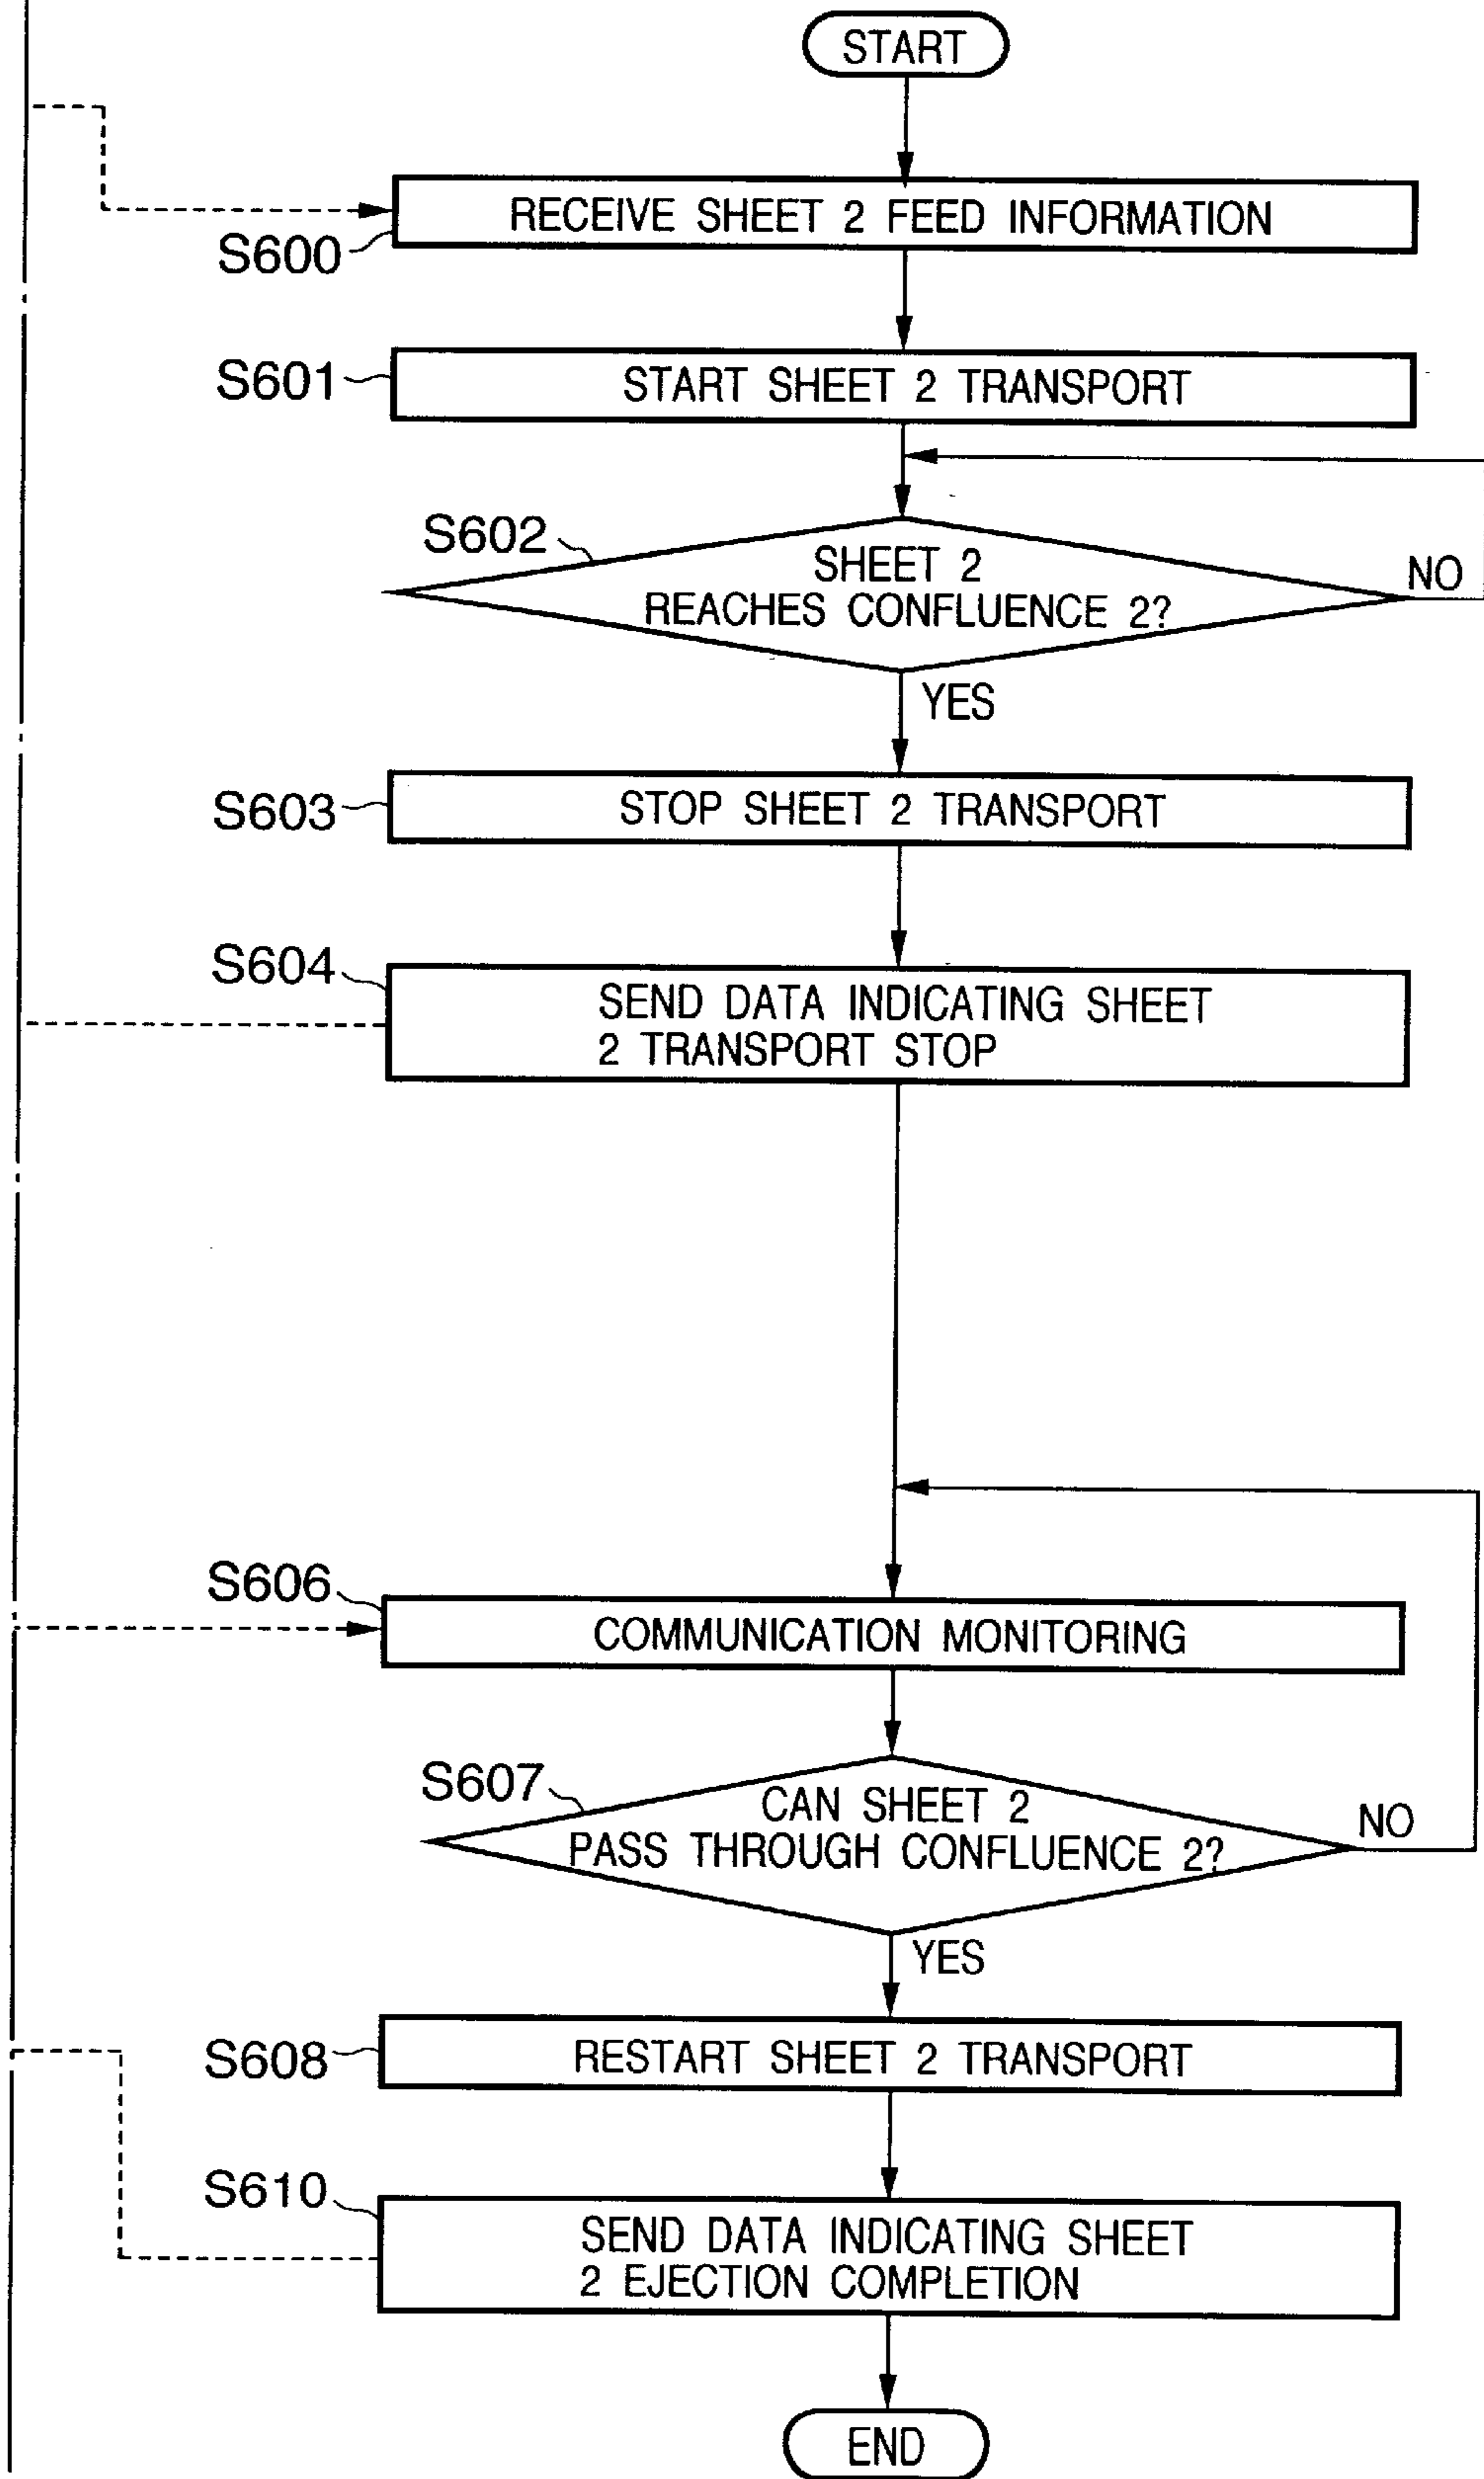 START
RECEIVE SHEET 2 FEED INFORMATION
S600
S601
START SHEET 2 TRANSPORT
S602
SHEET 2
REACHES CONFLUENCE 2?
NO
YES
S603
STOP SHEET 2 TRANSPORT
S604
SEND DATA INDICATING SHEET
2 TRANSPORT STOP
S606
COMMUNICATION MONITORING
S607
CAN SHEET 2
PASS THROUGH CONFLUENCE 2?
NO
YES
S608
RESTART SHEET 2 TRANSPORT
S610
SEND DATA INDICATING SHEET
2 EJECTION COMPLETION
END